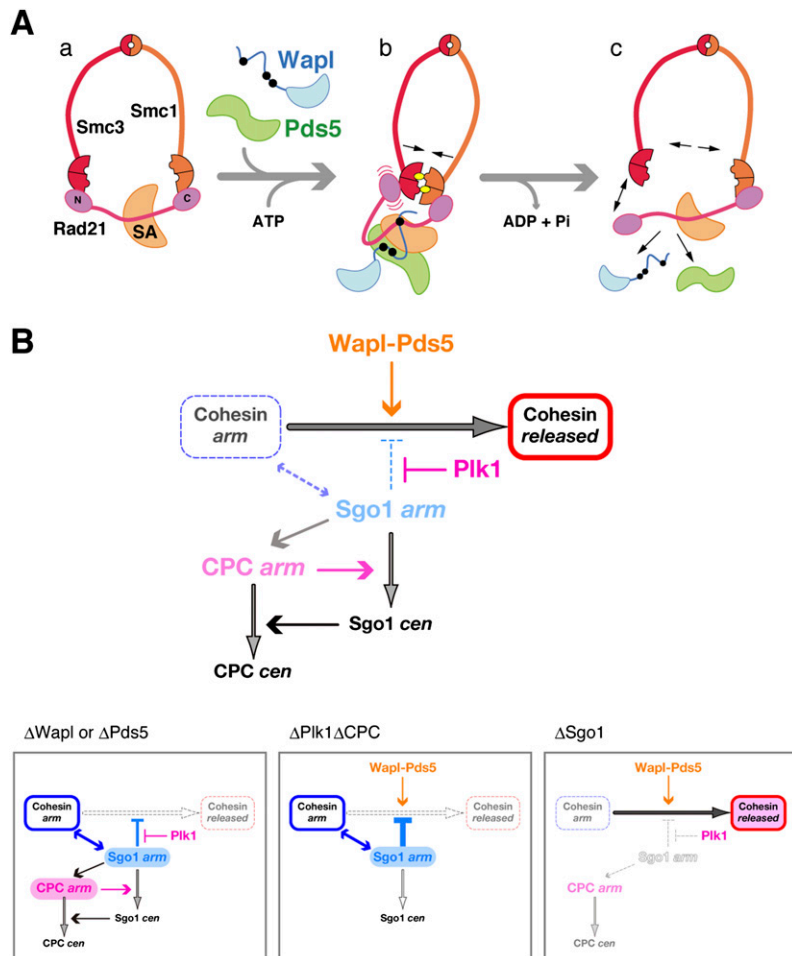 A
a
Wapl
b
c
Pds5
Smc3
Smc1
N
C
Rad21
SA
ATP
ADP + Pi
B
Wapl-Pds5
Cohesin
arm
Cohesin
released
Plk1
Sgo1 arm
CPC arm
Sgo1 cen
CPC cen
ΔWapl or ΔPds5
Cohesin
arm
Cohesin
released
Plk1
Sgo1 arm
CPC arm
Sgo1 cen
CPC cen
ΔPlk1ΔCPC
Wapl-Pds5
Cohesin
arm
Cohesin
released
Sgo1 arm
Sgo1 cen
ΔSgo1
Wapl-Pds5
Cohesin
arm
Cohesin
released
Plk1
Sgo1 arm
CPC arm
CPC cen